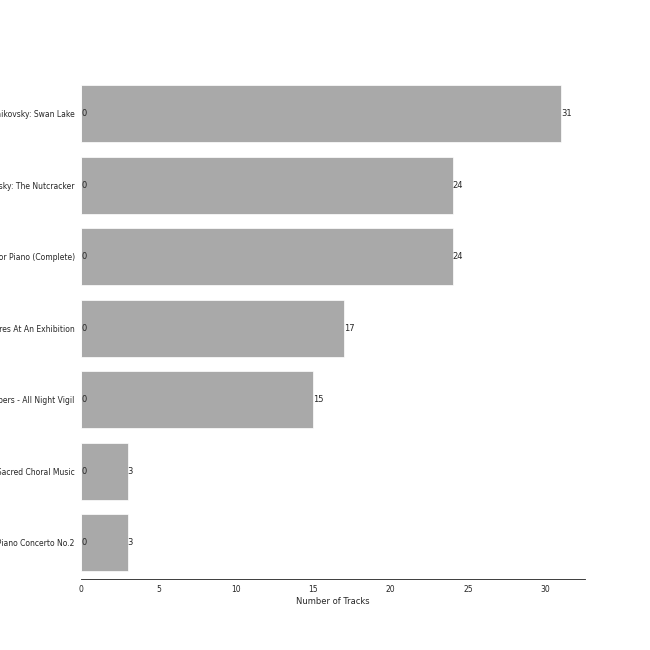 ikovsky: Swan Lake
0
31
sky: The Nutcracker
0
24
or Piano (Complete)
0
24
res At An Exhibition
0
17
pers - All Night Vigil
0
15
Sacred Choral Music
0
3
Piano Concerto No.2
0
3
0 5 10 15 20 25 30
Number of Tracks